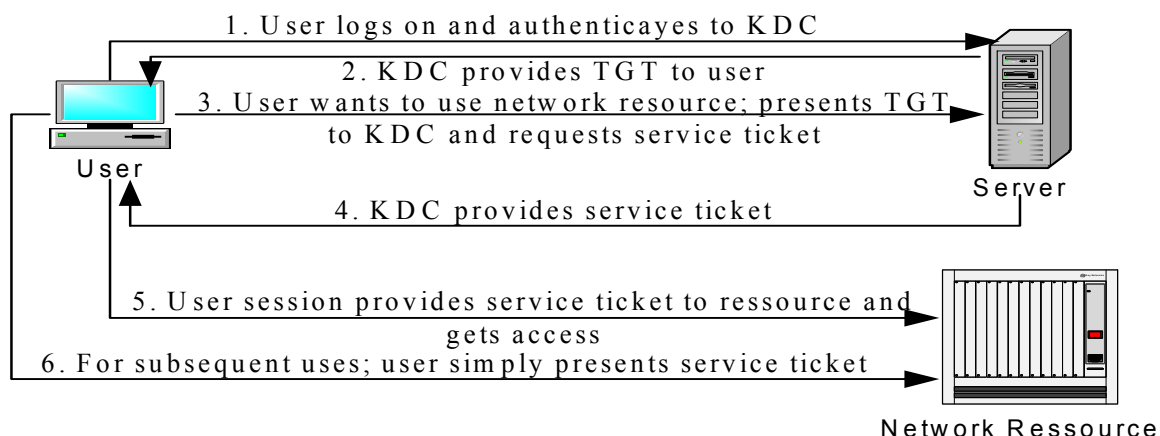 1. User logs on and authenticayes to KDC
2. KDC provides TGT to user
3. User wants to use network resource; presents TGT
to KDC and requests service ticket
User
Server
4. KDC provides service ticket
5. User session provides service ticket to ressource and
gets access
6. For subsequent uses; user simply presents service ticket
Network Ressource